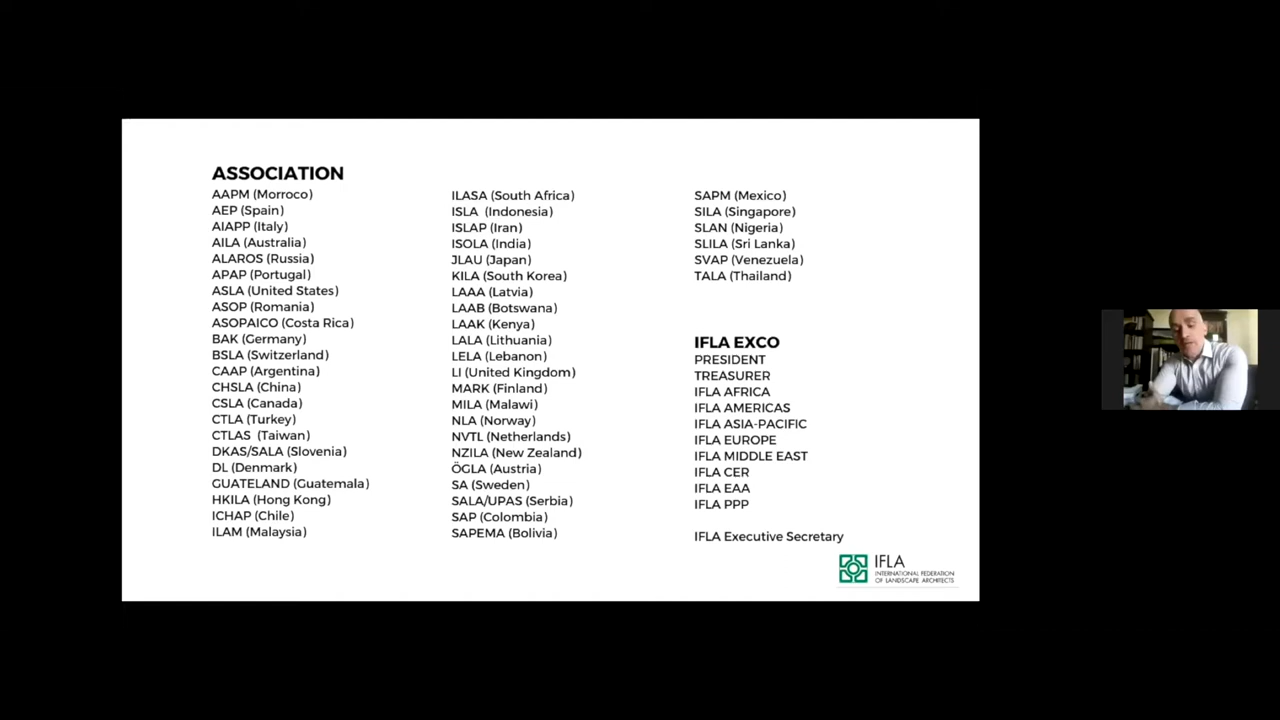 ASSOCIATION
AAPM (Morroco)
AEP (Spain)
AIAPP (Italy)
AILA (Australia)
ALAROS (Russia)
APAP (Portugal)
ASLA (United States)
ASOP (Romania)
ASOPAICO (Costa Rica)
BAK (Germany)
BSLA (Switzerland)
CAAP (Argentina)
CHSLA (China)
CSLA (Canada)
CTLA (Turkey)
CTLAS (Taiwan)
DKAS/SALA (Slovenia)
DL (Denmark)
GUATELAND (Guatemala)
HKILA (Hong Kong)
ICHAP (Chile)
ILAM (Malaysia)
ILASA (South Africa)
ISLA (Indonesia)
ISLAP (Iran)
ISOLA (India)
JLAU (Japan)
KILA (South Korea)
LAAA (Latvia)
LAAB (Botswana)
LAAK (Kenya)
LALA (Lithuania)
LELA (Lebanon)
LI (United Kingdom)
MARK (Finland)
MILA (Malawi)
NLA (Norway)
NVTL (Netherlands)
NZILA (New Zealand)
ÖGLA (Austria)
SA (Sweden)
SALA/UPAS (Serbia)
SAP (Colombia)
SAPEMA (Bolivia)
SAPM (Mexico)
SILA (Singapore)
SLAN (Nigeria)
SLILA (Sri Lanka)
SVAP (Venezuela)
TALA (Thailand)
IFLA EXCO
PRESIDENT
TREASURER
IFLA AFRICA
IFLA AMERICAS
IFLA ASIA-PACIFIC
IFLA EUROPE
IFLA MIDDLE EAST
IFLA CER
IFLA EAA
IFLA PPP
IFLA Executive Secretary
IFLA
INTERNATIONAL FEDERATION
OF LANDSCAPE ARCHITECTS